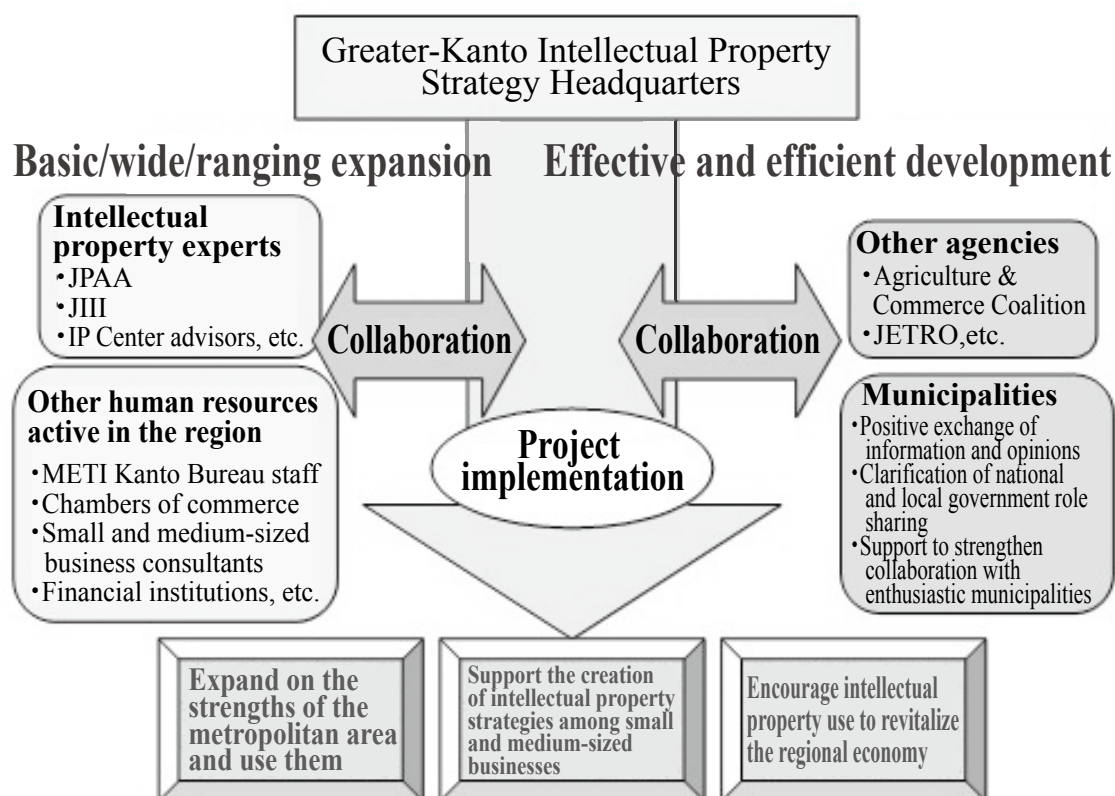 Greater-Kanto Intellectual Property
Strategy Headquarters
Basic/wide/ranging expansion
Effective and efficient development
Intellectual
property experts
・JPAA
・JIII
・IP Center advisors, etc.
Other human resources
active in the region
・METI Kanto Bureau staff
・Chambers of commerce
・Small and medium-sized
business consultants
・Financial institutions, etc.
Collaboration
Collaboration
Other agencies
・Agriculture &
Commerce Coalition
・JETRO,etc.
Municipalities
・Positive exchange of
information and opinions
・Clarification of national
and local government role
sharing
・Support to strengthen
collaboration with
enthusiastic municipalities
Project
implementation
Expand on the
strengths of the
metropolitan area
and use them
Support the creation
of intellectual property
strategies among small
and medium-sized
businesses
Encourage intellectual
property use to revitalize
the regional economy